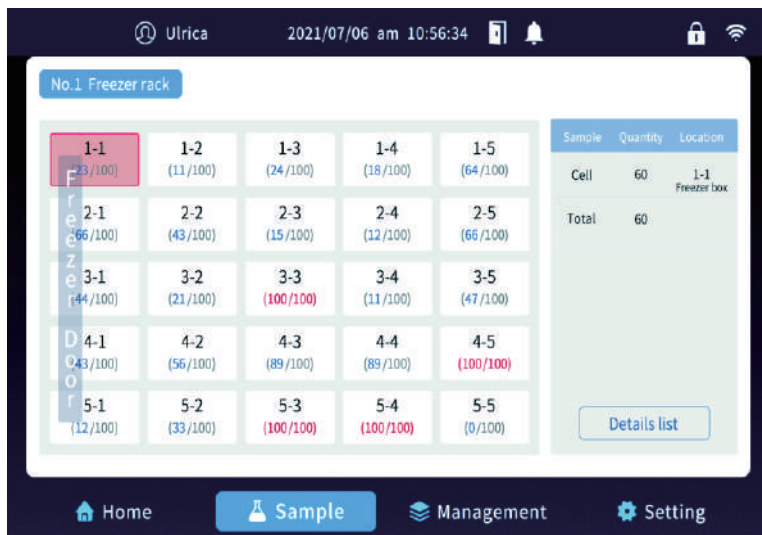 Ulrica 2021/07/06 am 10:56:34
No.1 Freezer rack
1-1 1-2 1-3 1-4 1-5
(23/100) (11/100) (24/100) (18/100) (64/100)
2-1 2-2 2-3 2-4 2-5
(66/100) (43/100) (15/100) (12/100) (66/100)
3-1 3-2 3-3 3-4 3-5
(44/100) (21/100) (100/100) (11/100) (47/100)
4-1 4-2 4-3 4-4 4-5
(43/100) (56/100) (89/100) (89/100) (100/100)
5-1 5-2 5-3 5-4 5-5
(12/100) (33/100) (100/100) (100/100) (0/100)
Freezer Door
Sample Quantity Location
Cell 60 1-1
Freezer box
Total 60
Details list
Home Sample Management Setting